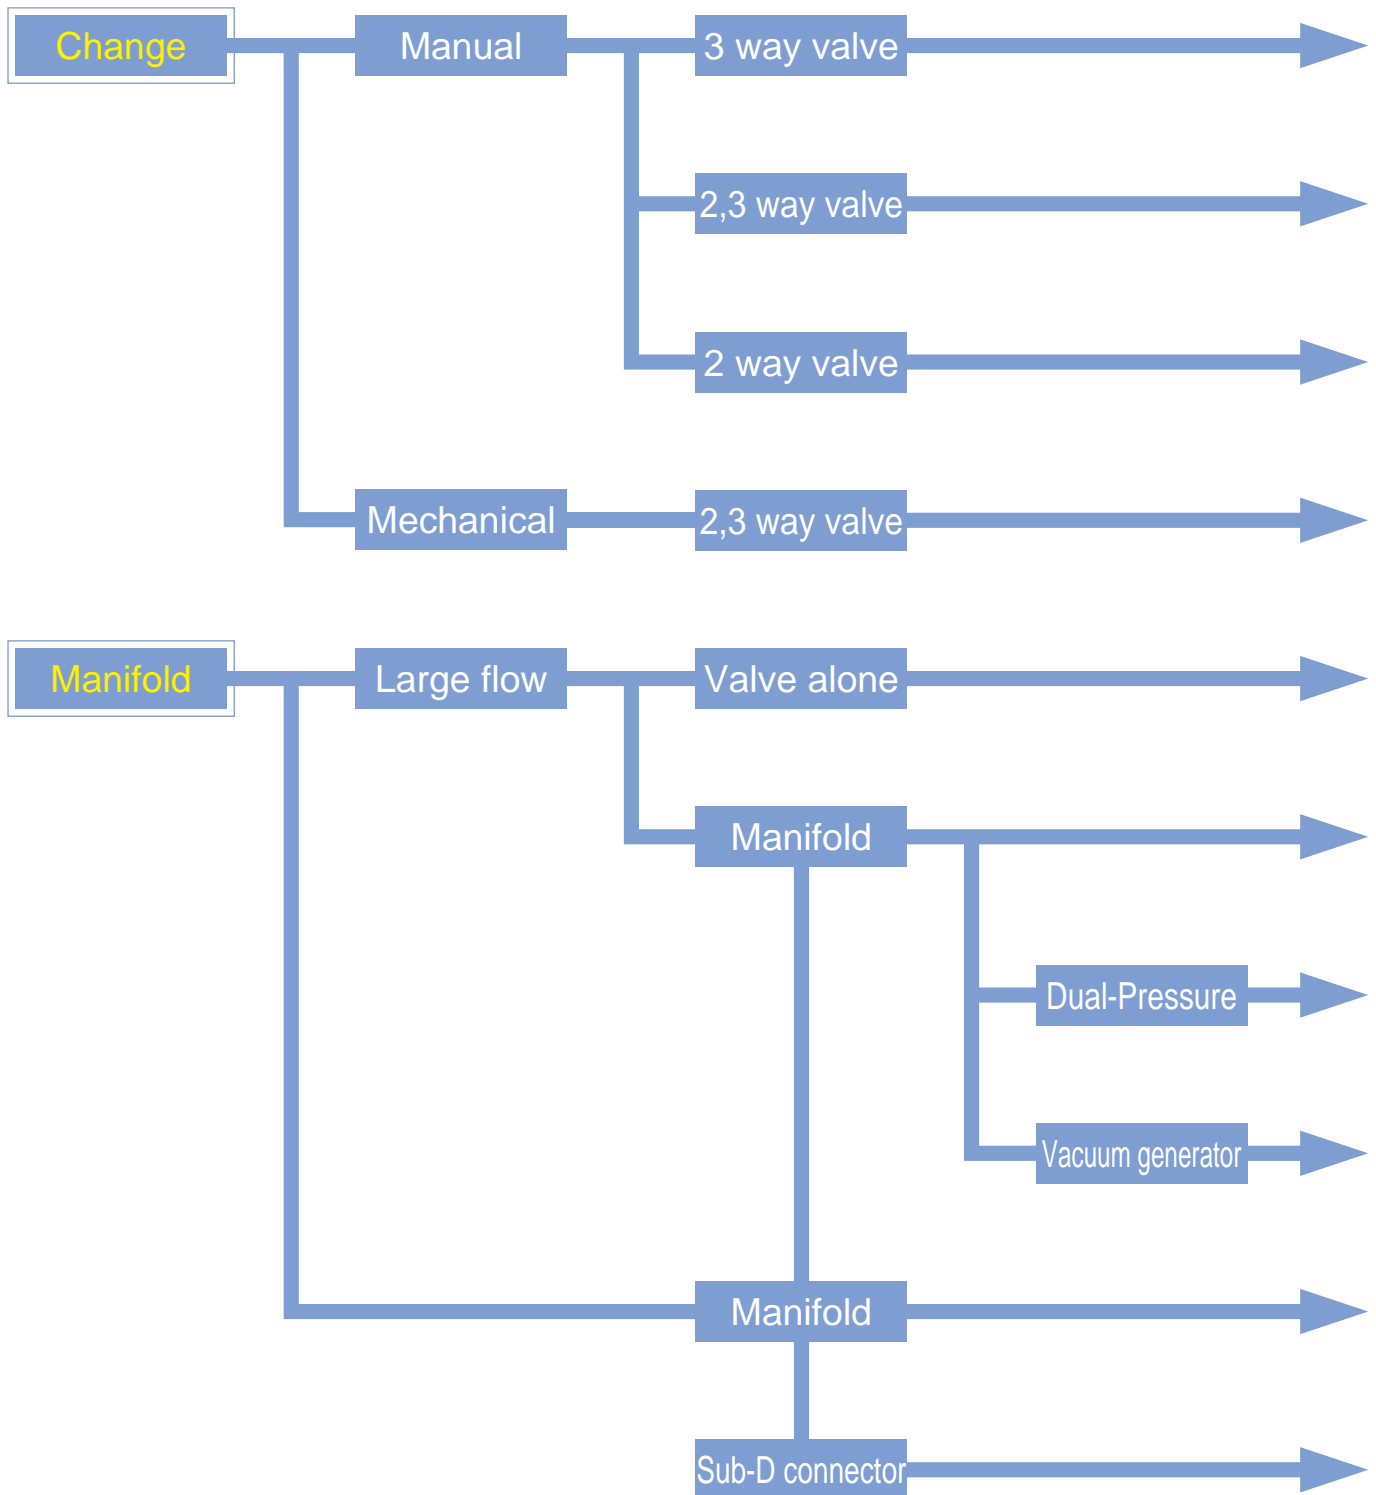 Change
Manual
3 way valve
2,3 way valve
2 way valve
Mechanical
2,3 way valve
Manifold
Large flow
Valve alone
Manifold
Dual-Pressure
Vacuum generator
Manifold
Sub-D connector